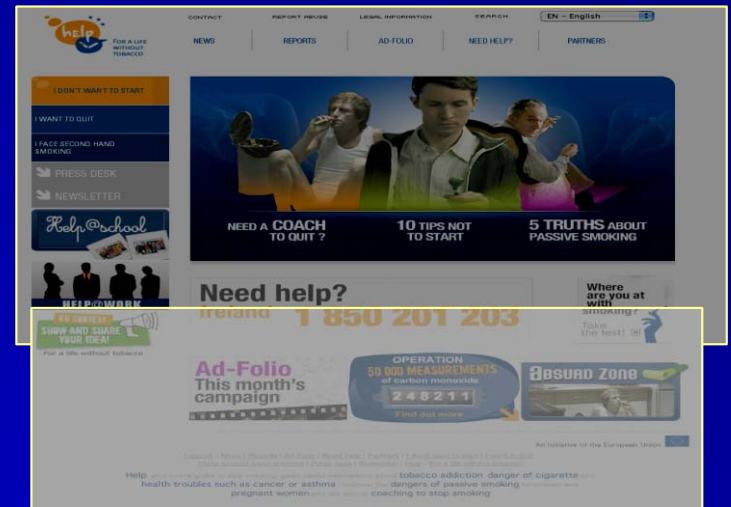 CONTACT REPORT ABUSE LEGAL INFORMATION SEARCH EN - English
help
FOR A LIFE
WITHOUT
TOBACCO
NEWS REPORTS AD-FOLIO NEED HELP? PARTNERS
I DON'T WANT TO START
I WANT TO QUIT
I FACE SECOND HAND
SMOKING
PRESS DESK
NEWSLETTER
Help@school
HELP@WORK
NEED A COACH
TO QUIT ?
10 TIPS NOT
TO START
5 TRUTHS ABOUT
PASSIVE SMOKING
Need help?
Ireland 1 850 201 203
Where
are you at
with
smoking?
Take
the test!
SHOW AND SHARE
YOUR IDEA!
For a life without tobacco
Ad-Folio
This month's
campaign
OPERATION
50 000 MEASUREMENTS
of carbon monoxide
248211
Find out more
ABSURD ZONE
An Initiative of the European Union
Help tobacco addiction danger of cigarette
health troubles such as cancer or asthma dangers of passive smoking
pregnant women coaching to stop smoking